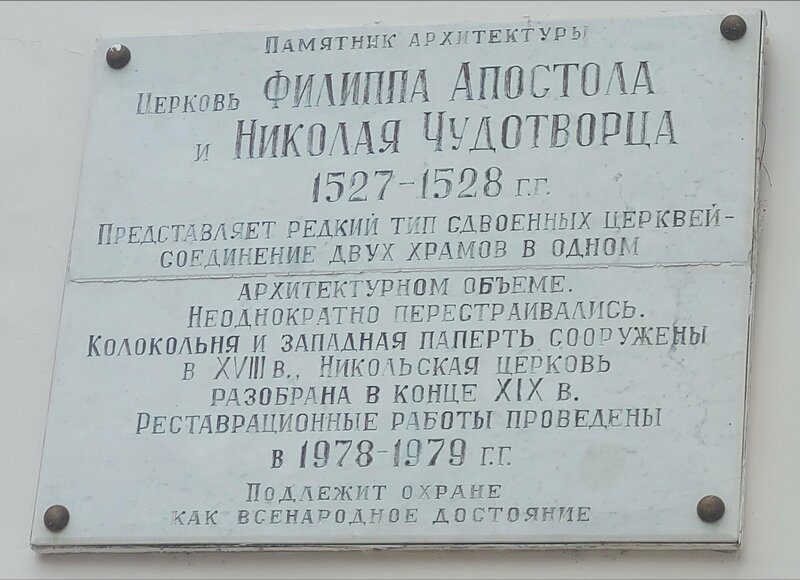 Памятник архитектуры
Церковь Филиппа Апостола
и Николая Чудотворца
1527-1528 г.г.
Представляет редкий тип сдвоенных церквей-
соединение двух храмов в одном
архитектурном объеме.
Неоднократно перестраивались.
Колокольня и западная паперть сооружены
в XVIII в., Никольская церковь
разобрана в конце XIX в.
Реставрационные работы проведены
в 1978-1979 г.г.
Подлежит охране
как всенародное достояние